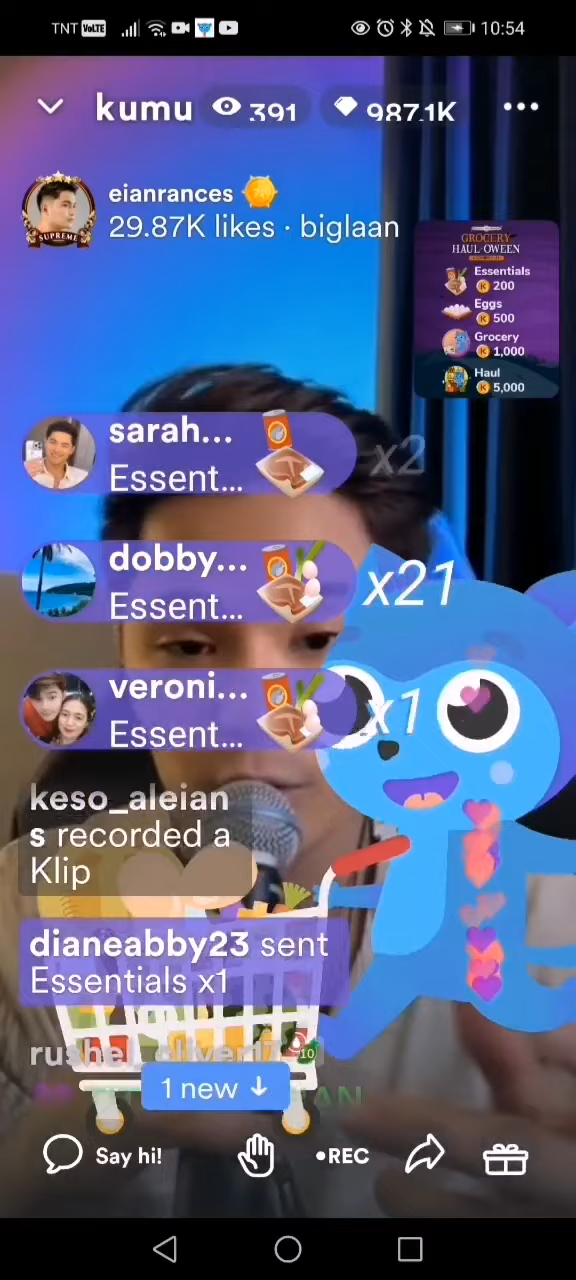 TNT VoLTE 10:54
kumu 391 987.1K
eianrances
29.87K likes · biglaan
SUPREME
GROCERY
HAUL-OWEEN
Essentials
K 200
Eggs
K 500
Grocery
K 1,000
Haul
K 5,000
sarah...
Essent... x2
dobby...
Essent... x21
veroni...
Essent... x1
keso_aleian
s recorded a
Klip
dianeabby23 sent
Essentials x1
1 new ↓
Say hi! •REC